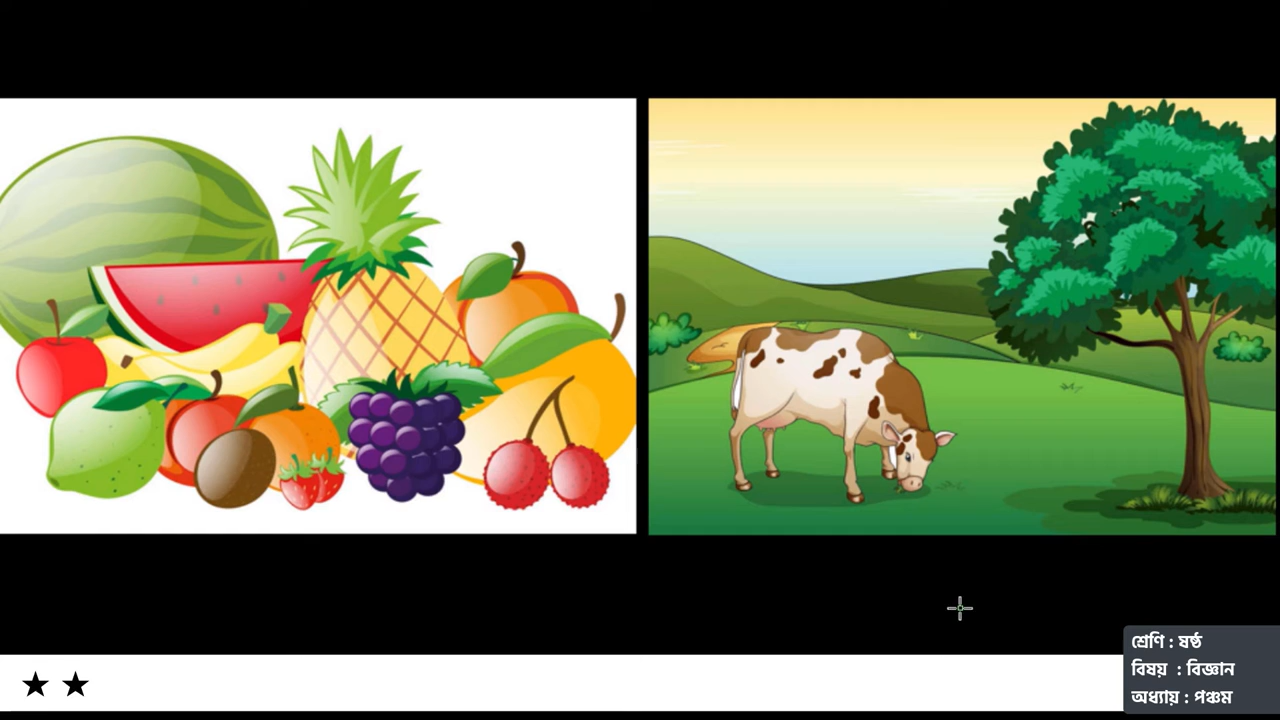 শ্রেণি : ষষ্ঠ
বিষয় : বিজ্ঞান
অধ্যায় : পঞ্চম